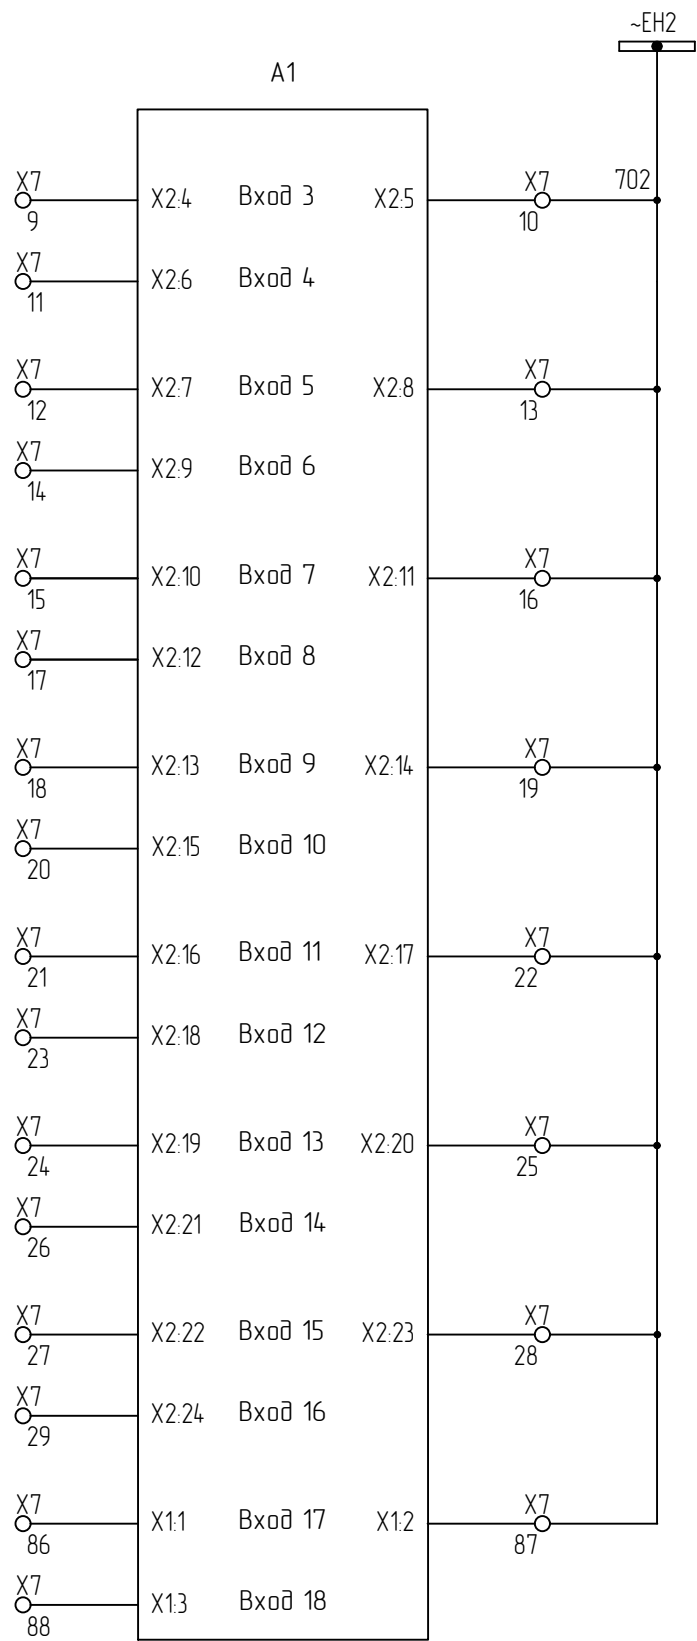 ~EH2
A1
X7 X2:4 Вход 3 X2:5 X7 702
9 10
X7 X2:6 Вход 4
11
X7 X2:7 Вход 5 X2:8 X7
12 13
X7 X2:9 Вход 6
14
X7 X2:10 Вход 7 X2:11 X7
15 16
X7 X2:12 Вход 8
17
X7 X2:13 Вход 9 X2:14 X7
18 19
X7 X2:15 Вход 10
20
X7 X2:16 Вход 11 X2:17 X7
21 22
X7 X2:18 Вход 12
23
X7 X2:19 Вход 13 X2:20 X7
24 25
X7 X2:21 Вход 14
26
X7 X2:22 Вход 15 X2:23 X7
27 28
X7 X2:24 Вход 16
29
X7 X1:1 Вход 17 X1:2 X7
86 87
X7 X1:3 Вход 18
88